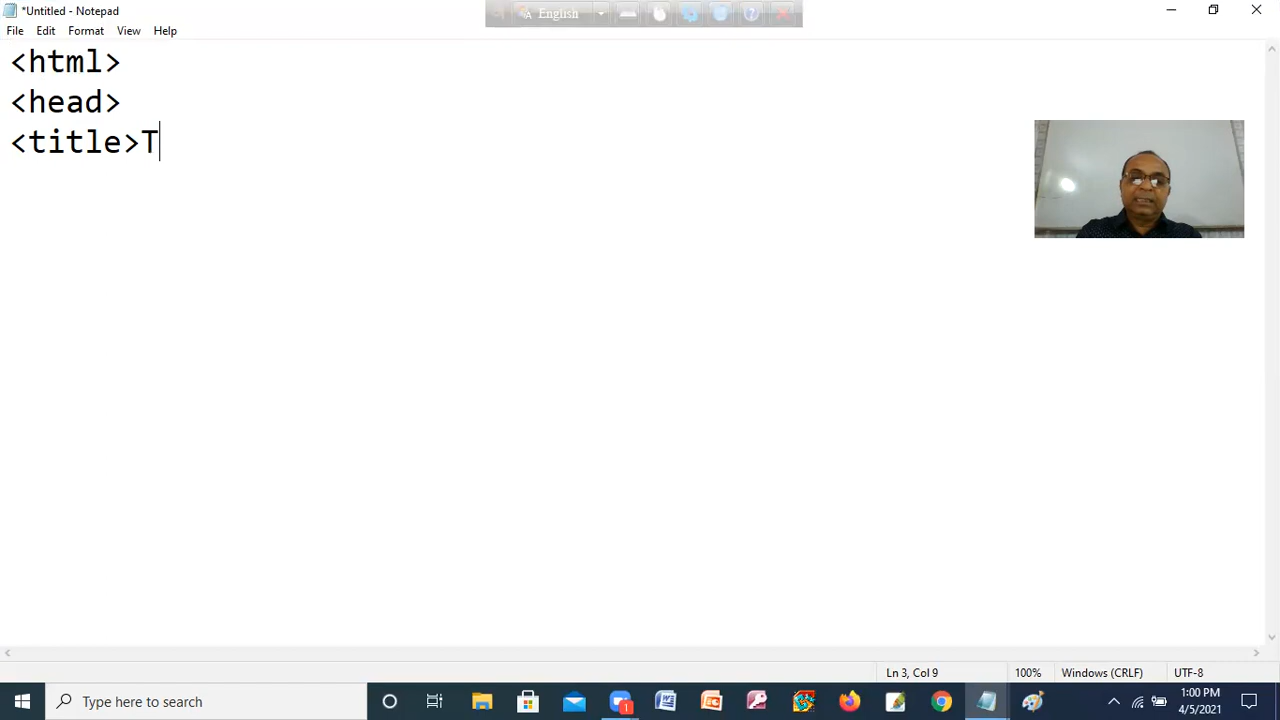 *Untitled - Notepad
English
File Edit Format View Help
<html>
<head>
<title>T
Ln 3, Col 9 100% Windows (CRLF) UTF-8
Type here to search
1
1:00 PM
4/5/2021